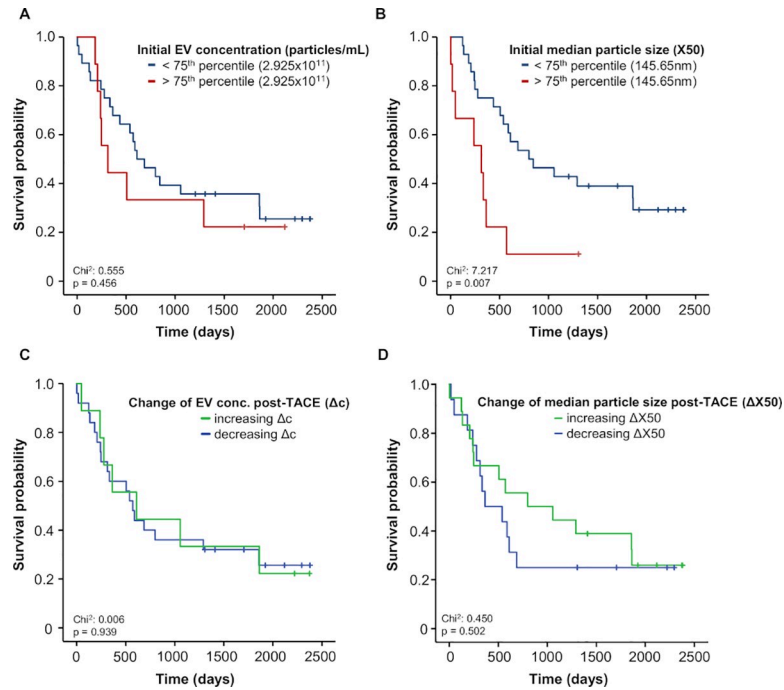 A
Initial EV concentration (particles/mL)
< 75th percentile (2.925x10¹¹)
> 75th percentile (2.925x10¹¹)
Survival probability
1.0
0.8
0.6
0.4
0.2
0
Chi²: 0.555
p = 0.456
0 500 1000 1500 2000 2500
Time (days)
B
Initial median particle size (X50)
< 75th percentile (145.65nm)
> 75th percentile (145.65nm)
Survival probability
1.0
0.8
0.6
0.4
0.2
0
Chi²: 7.217
p = 0.007
0 500 1000 1500 2000 2500
Time (days)
C
Change of EV conc. post-TACE (Δc)
increasing Δc
decreasing Δc
Survival probability
1.0
0.8
0.6
0.4
0.2
0
Chi²: 0.006
p = 0.939
0 500 1000 1500 2000 2500
Time (days)
D
Change of median particle size post-TACE (ΔX50)
increasing ΔX50
decreasing ΔX50
Survival probability
1.0
0.8
0.6
0.4
0.2
0
Chi²: 0.450
p = 0.502
0 500 1000 1500 2000 2500
Time (days)